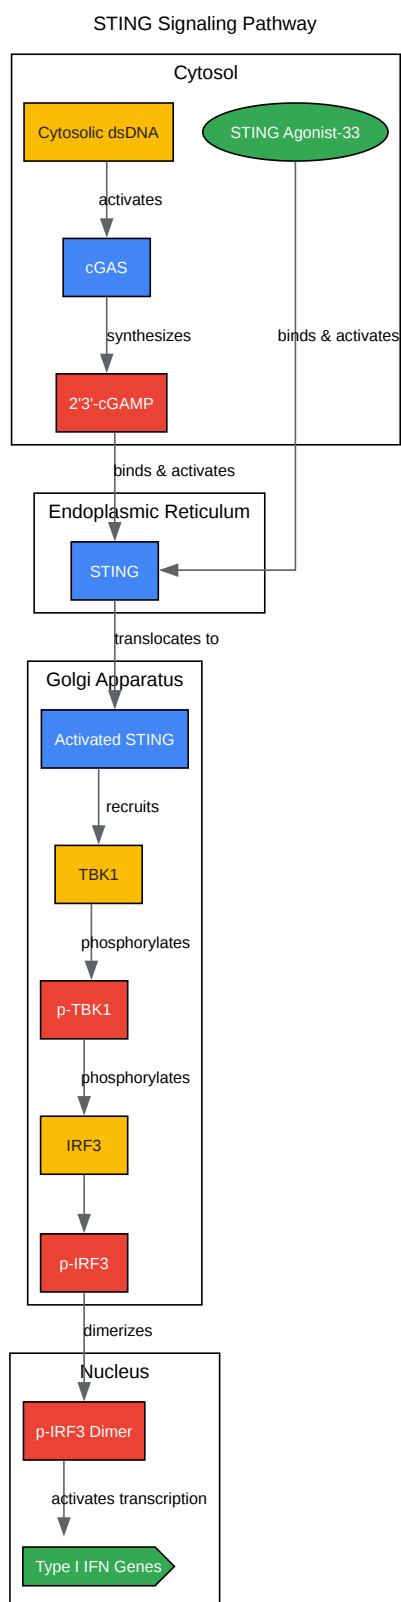 STING Signaling Pathway
Cytosol
Cytosolic dsDNA
STING Agonist-33
activates
cGAS
synthesizes
binds & activates
2'3'-cGAMP
binds & activates
Endoplasmic Reticulum
STING
translocates to
Golgi Apparatus
Activated STING
recruits
TBK1
phosphorylates
p-TBK1
phosphorylates
IRF3
p-IRF3
dimerizes
Nucleus
p-IRF3 Dimer
activates transcription
Type I IFN Genes